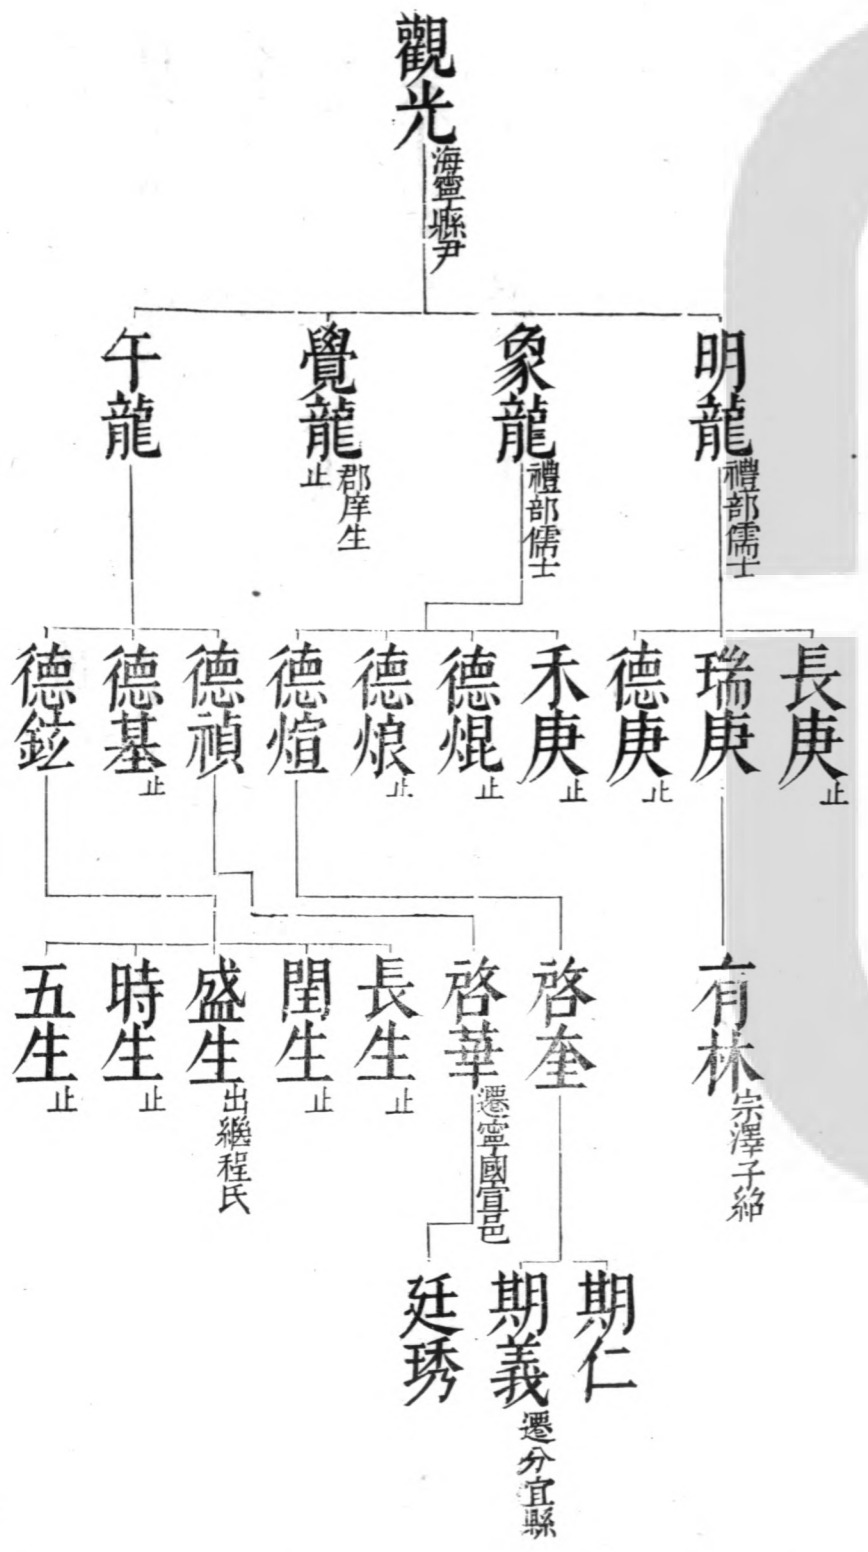 觀光
海寧縣尹
明龍
禮部儒士
象龍
禮部儒士
覺龍
郡庠生
止
午龍
長庚
止
瑞庚
德庚
止
禾庚
止
德焜
止
德烺
止
德煊
德禎
德基
止
德鉉
有林
宗澤子紹
啓奎
啓華
遷寧國宣邑
長生
止
閏生
止
盛生
出繼程氏
時生
止
五生
止
期仁
期義
遷分宜縣
廷琇